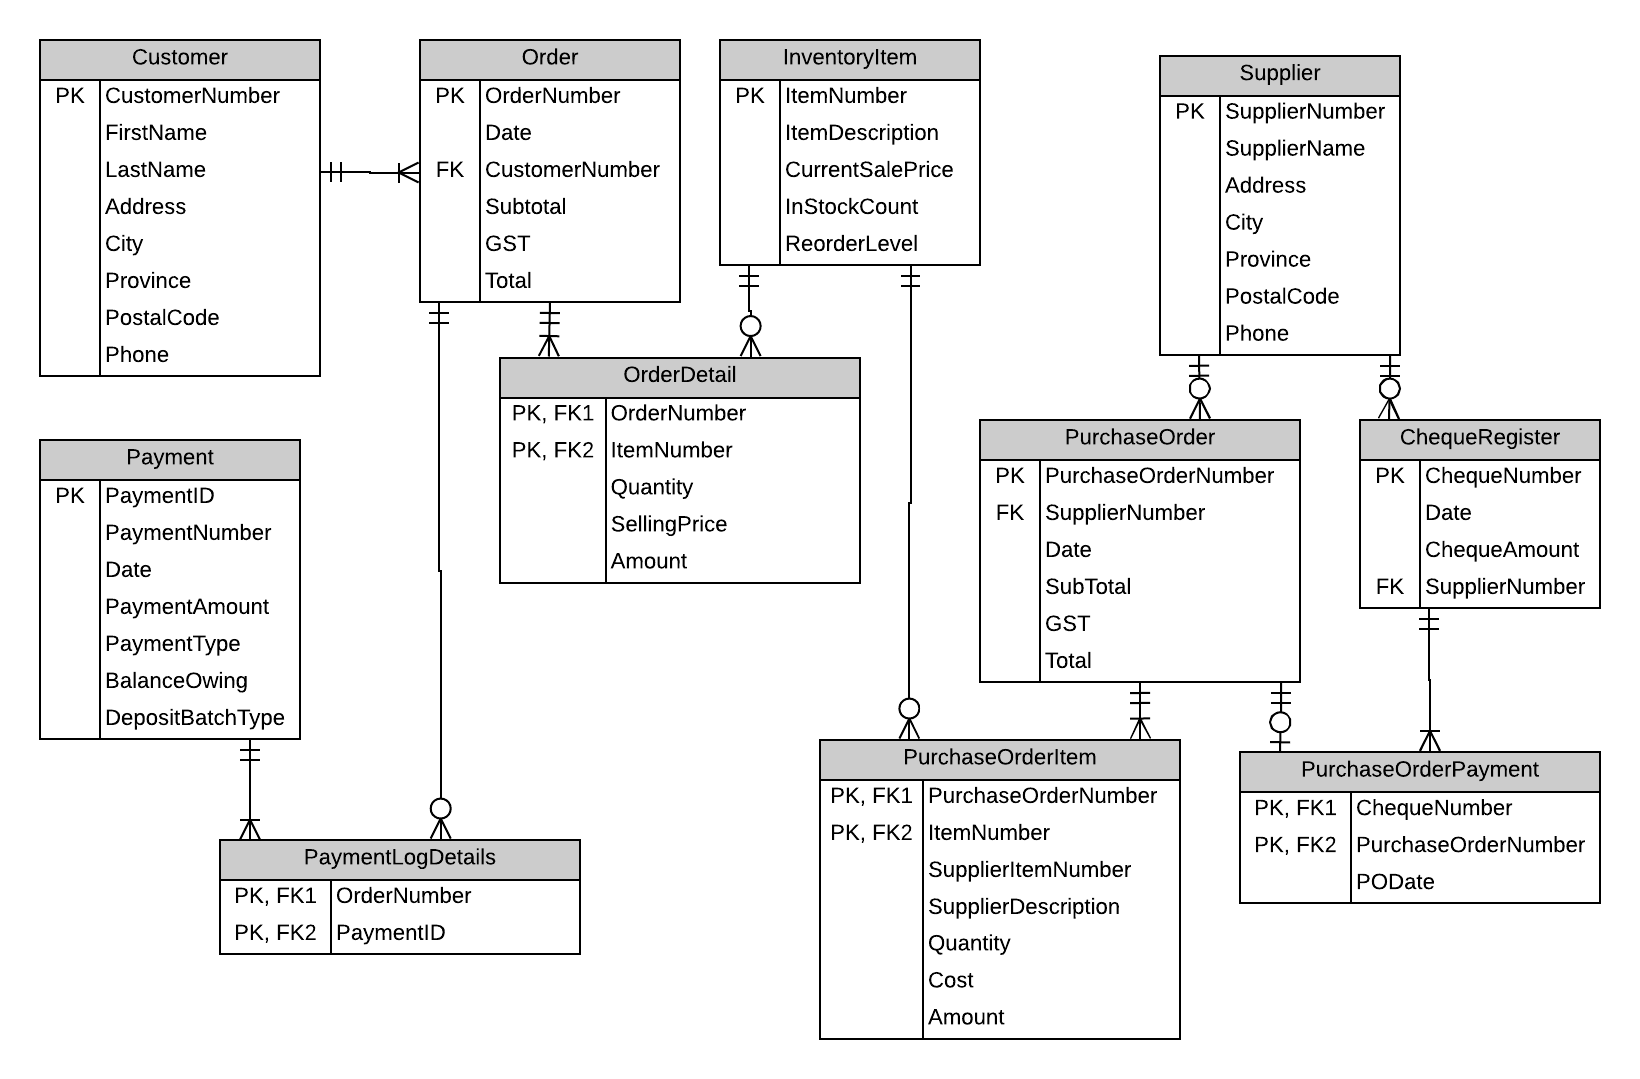 Customer
PK CustomerNumber
FirstName
LastName
Address
City
Province
PostalCode
Phone
Order
PK OrderNumber
Date
FK CustomerNumber
Subtotal
GST
Total
InventoryItem
PK ItemNumber
ItemDescription
CurrentSalePrice
InStockCount
ReorderLevel
Supplier
PK SupplierNumber
SupplierName
Address
City
Province
PostalCode
Phone
OrderDetail
PK, FK1 OrderNumber
PK, FK2 ItemNumber
Quantity
SellingPrice
Amount
Payment
PK PaymentID
PaymentNumber
Date
PaymentAmount
PaymentType
BalanceOwing
DepositBatchType
PurchaseOrder
PK PurchaseOrderNumber
FK SupplierNumber
Date
SubTotal
GST
Total
ChequeRegister
PK ChequeNumber
Date
ChequeAmount
FK SupplierNumber
PaymentLogDetails
PK, FK1 OrderNumber
PK, FK2 PaymentID
PurchaseOrderItem
PK, FK1 PurchaseOrderNumber
PK, FK2 ItemNumber
SupplierItemNumber
SupplierDescription
Quantity
Cost
Amount
PurchaseOrderPayment
PK, FK1 ChequeNumber
PK, FK2 PurchaseOrderNumber
PODate